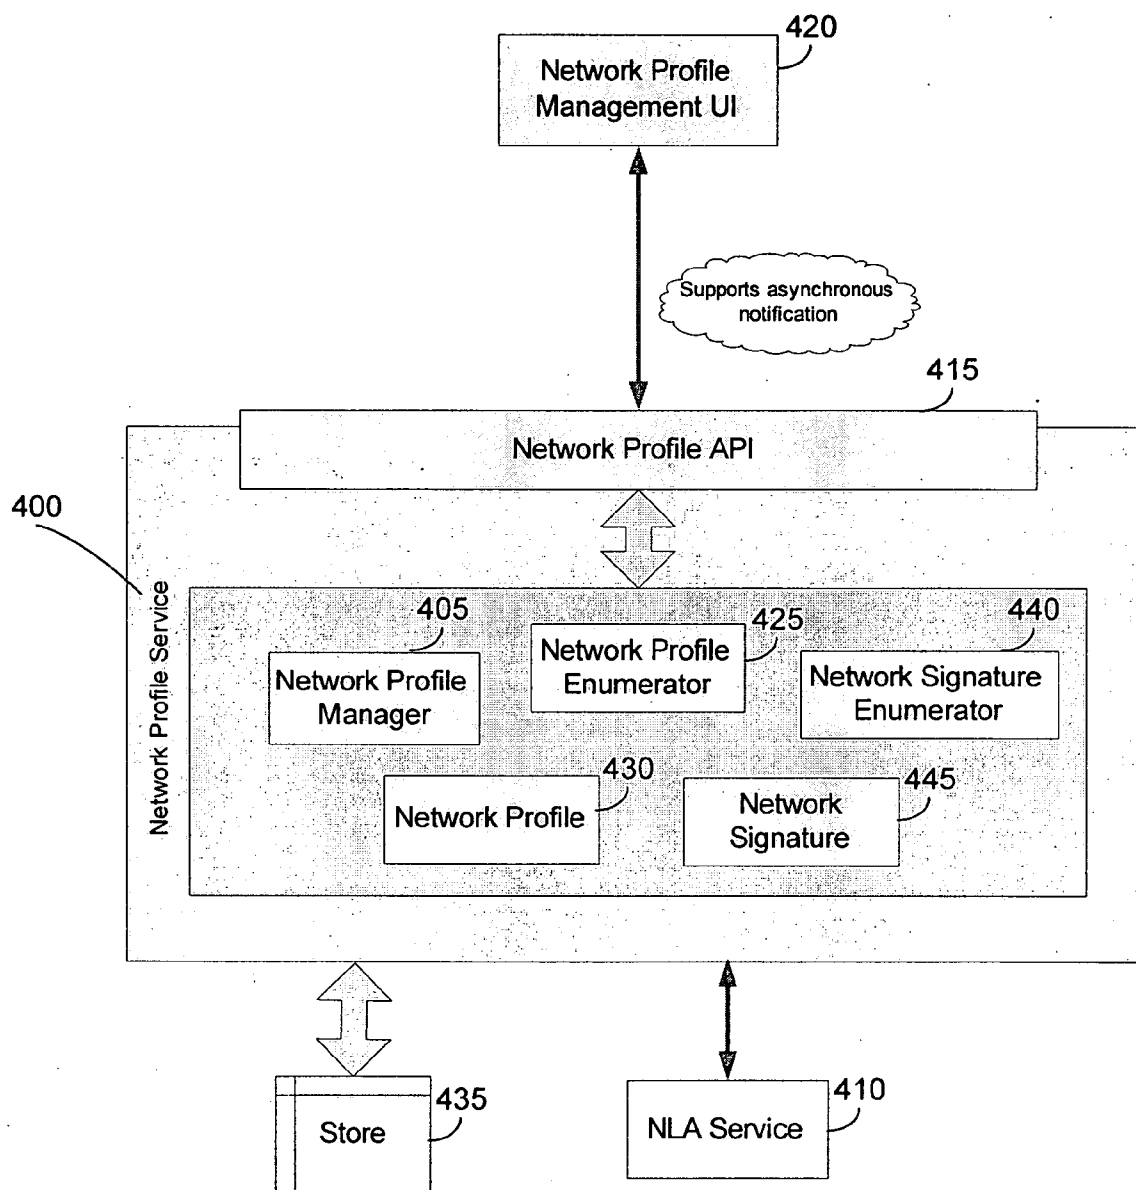 420
Network Profile
Management UI
Supports asynchronous
notification
415
Network Profile API
400
Network Profile Service
405
Network Profile
Manager
425
Network Profile
Enumerator
440
Network Signature
Enumerator
430
Network Profile
445
Network
Signature
435
Store
410
NLA Service